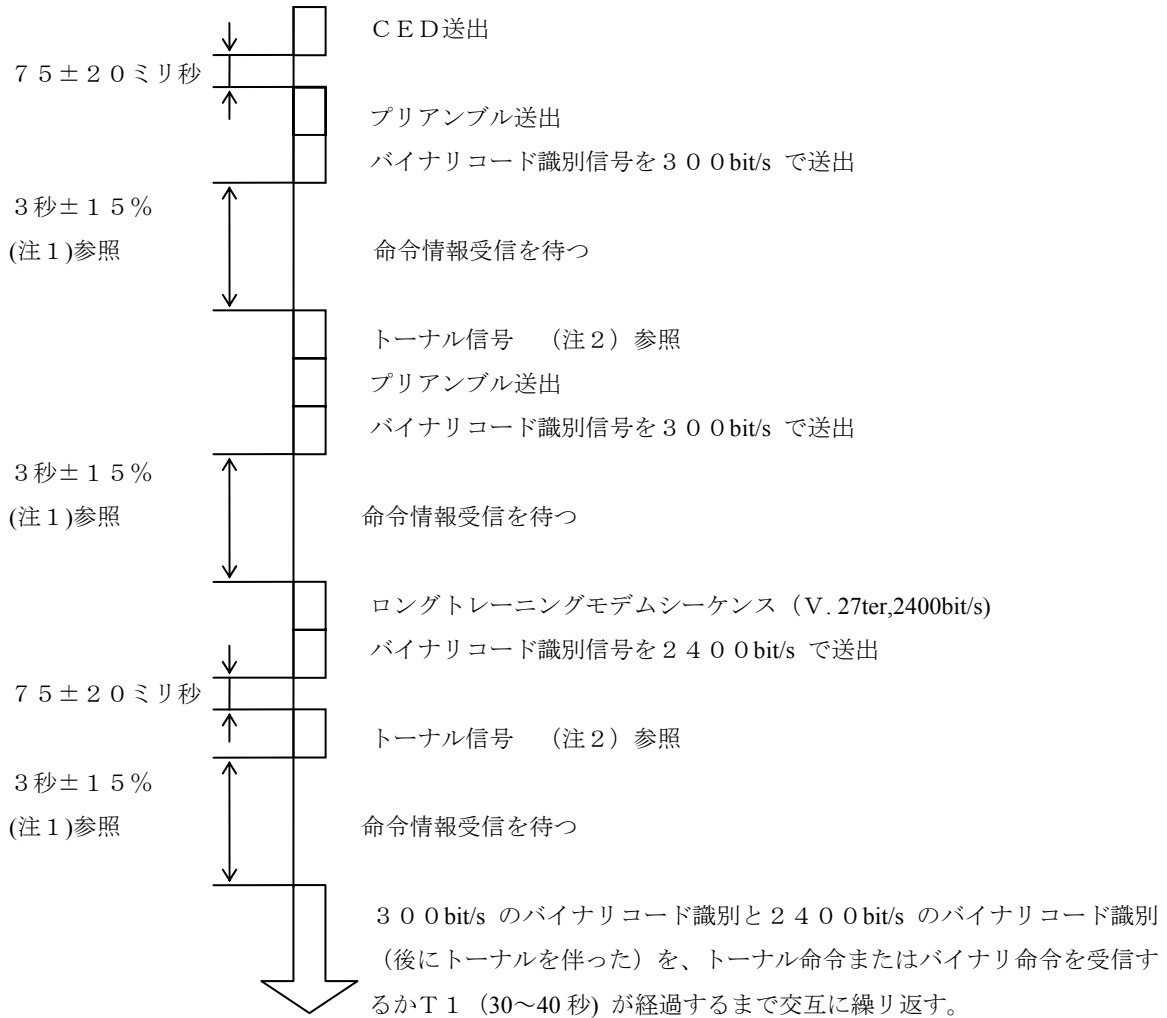 ＣＥＤ送出
７５±２０ミリ秒
プリアンブル送出
バイナリコード識別信号を３００bit/s で送出
３秒±１５％
(注１)参照
命令情報受信を待つ
トーナル信号　（注２）参照
プリアンブル送出
バイナリコード識別信号を３００bit/s で送出
３秒±１５％
(注１)参照
命令情報受信を待つ
ロングトレーニングモデムシーケンス（Ｖ.27ter,2400bit/s)
バイナリコード識別信号を２４００bit/s で送出
７５±２０ミリ秒
トーナル信号　（注２）参照
３秒±１５％
(注１)参照
命令情報受信を待つ
３００bit/s のバイナリコード識別と２４００bit/s のバイナリコード識別
（後にトーナルを伴った）を、トーナル命令またはバイナリ命令を受信す
るかＴ１（30～40 秒) が経過するまで交互に繰リ返す。